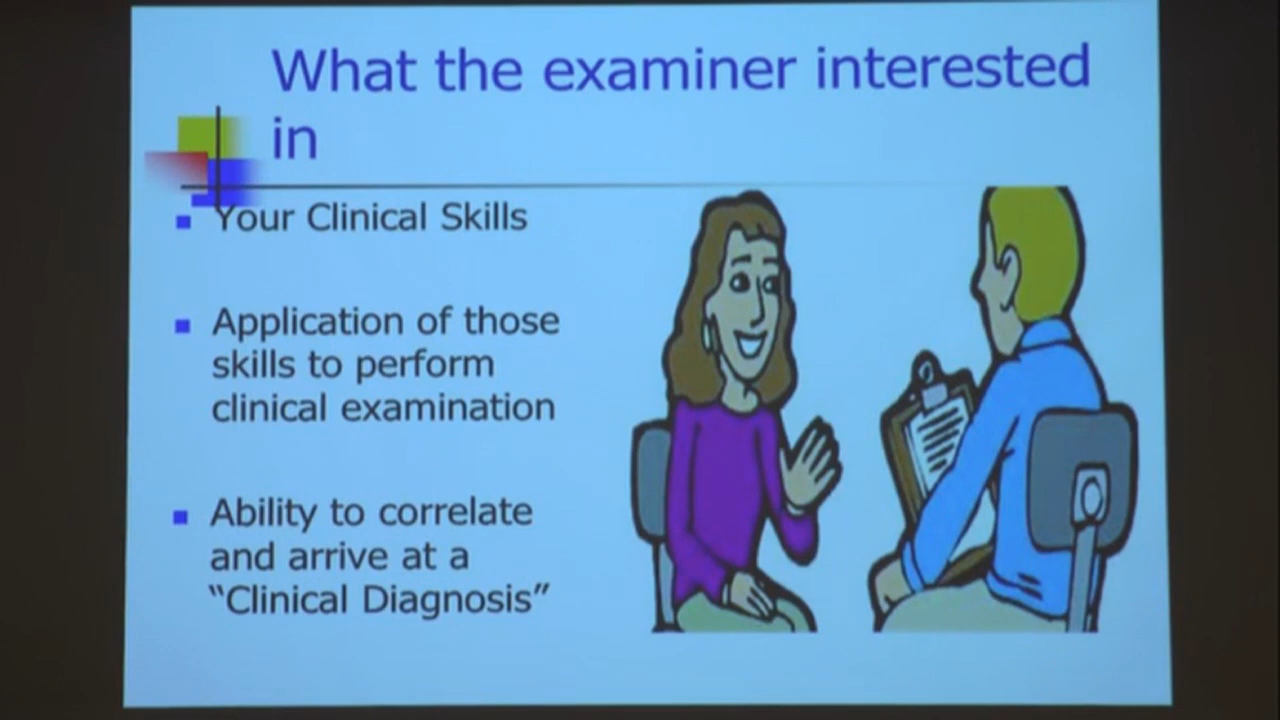 What the examiner interested
in
Your Clinical Skills
Application of those
skills to perform
clinical examination
Ability to correlate
and arrive at a
“Clinical Diagnosis”